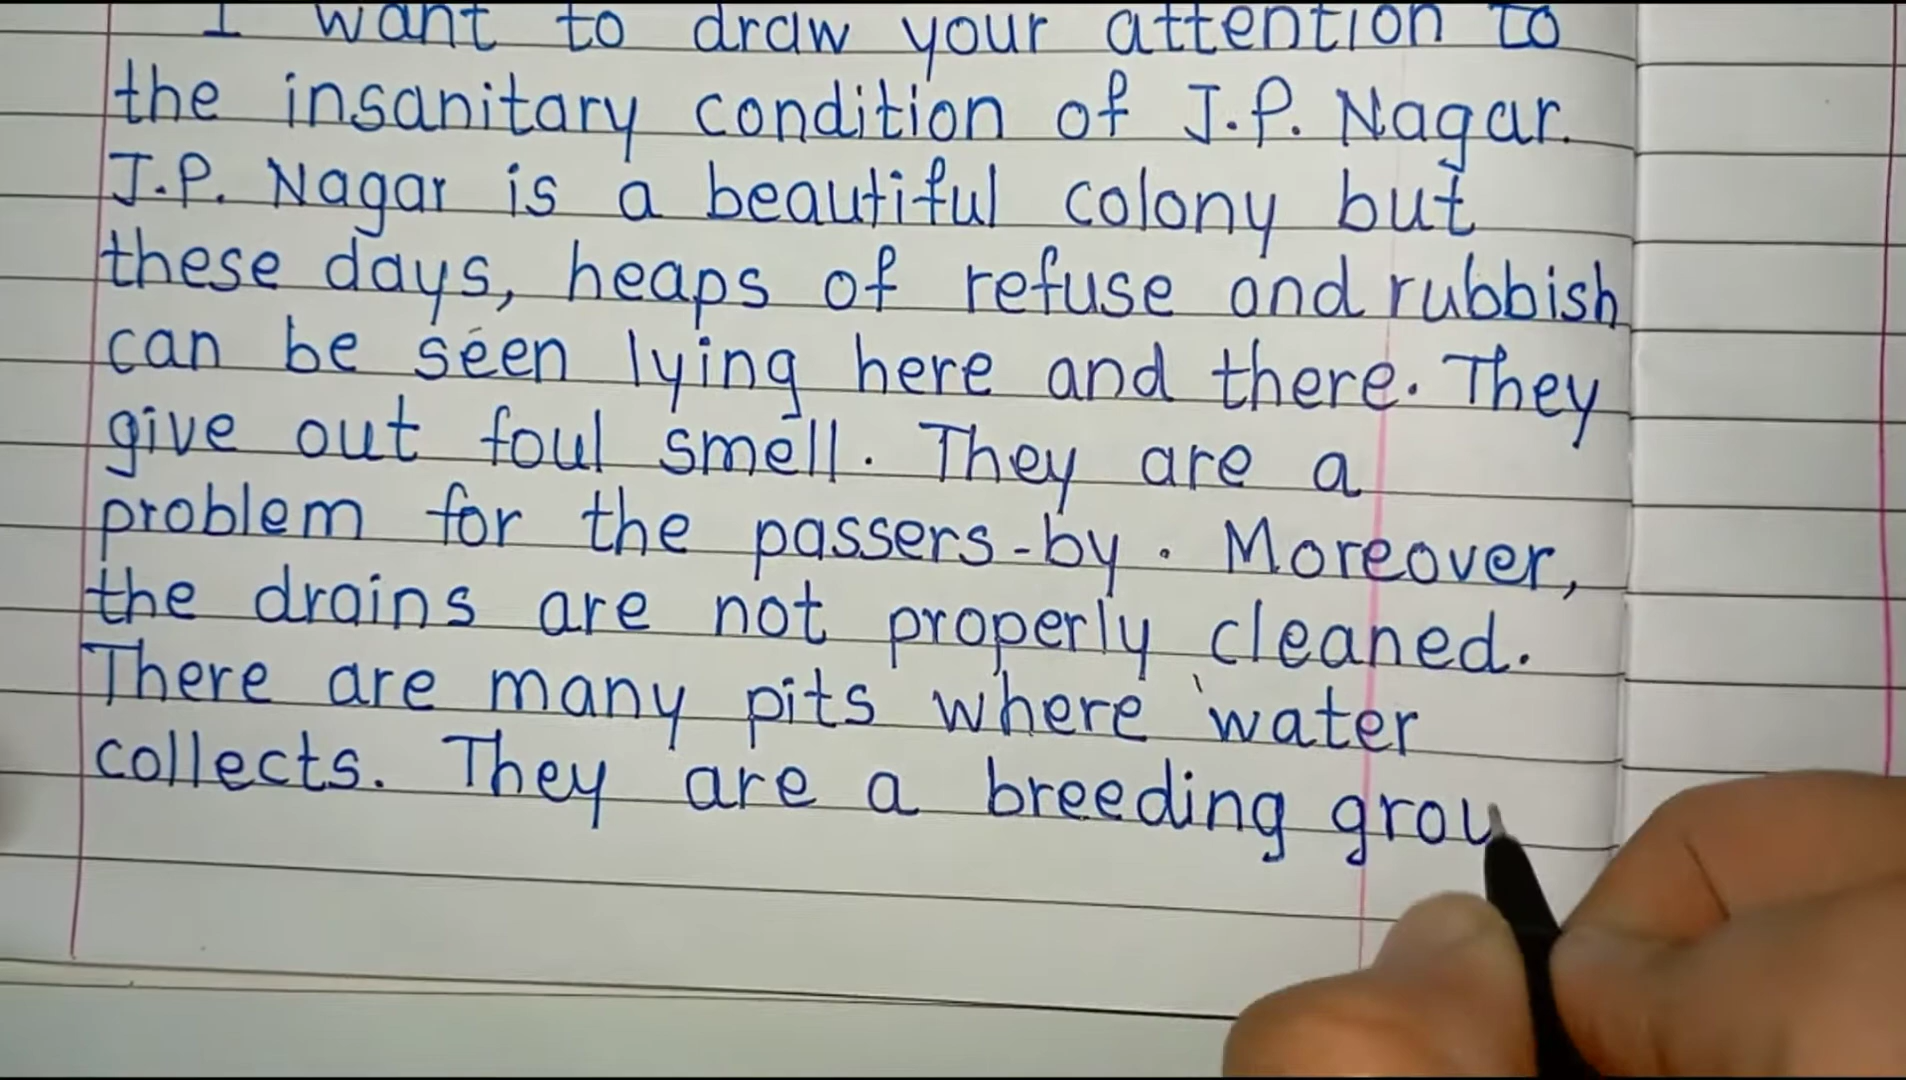 I want to draw your attention to
the insanitary condition of J.P. Nagar.
J.P. Nagar is a beautiful colony but
these days, heaps of refuse and rubbish
can be seen lying here and there. They
give out foul smell. They are a
problem for the passers-by. Moreover,
the drains are not properly cleaned.
There are many pits where water
collects. They are a breeding grou